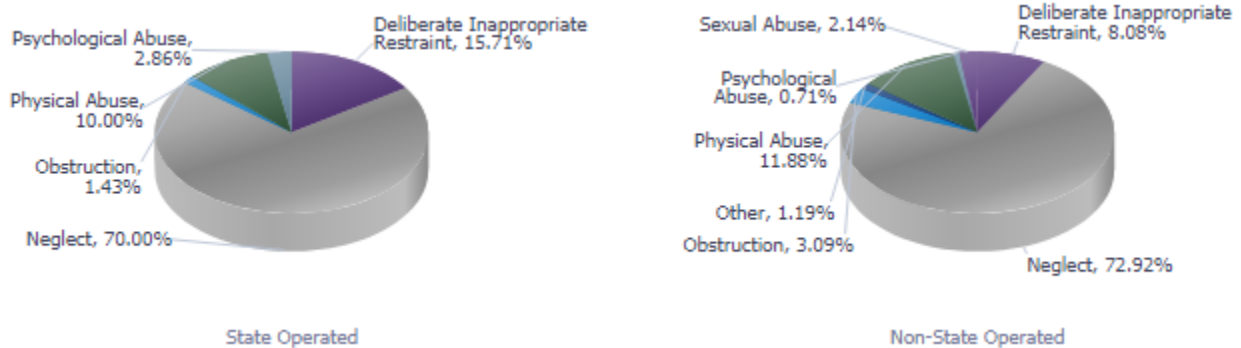 Psychological Abuse,
2.86%
Deliberate Inappropriate
Restraint, 15.71%
Physical Abuse,
10.00%
Obstruction,
1.43%
Neglect, 70.00%
State Operated
Sexual Abuse, 2.14%
Deliberate Inappropriate
Restraint, 8.08%
Psychological
Abuse, 0.71%
Physical Abuse,
11.88%
Other, 1.19%
Obstruction, 3.09%
Neglect, 72.92%
Non-State Operated